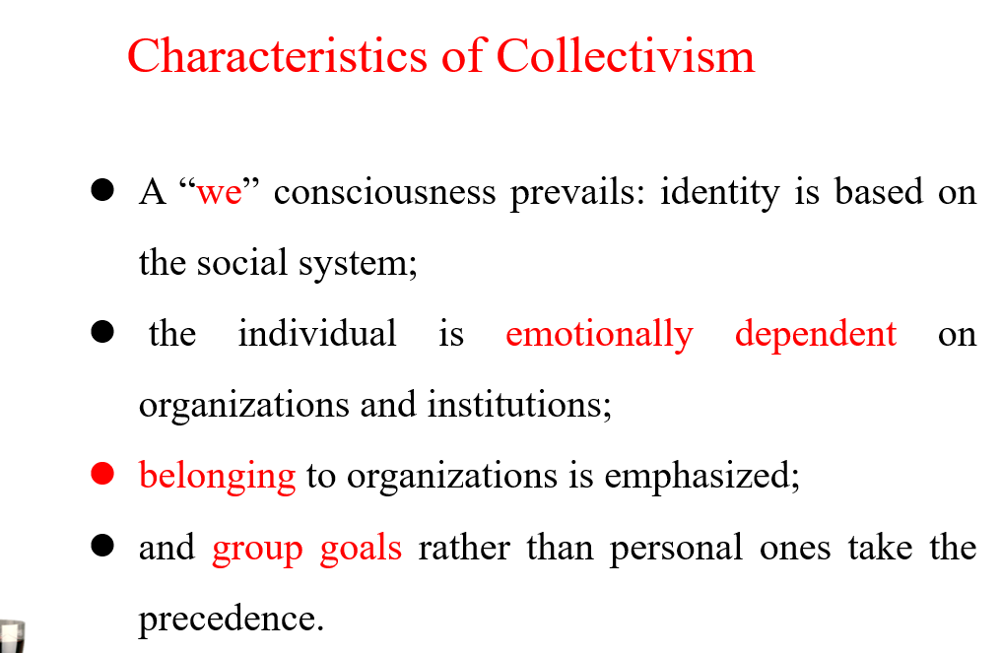 Characteristics of Collectivism
A “we” consciousness prevails: identity is based on
the social system;
the individual is emotionally dependent on
organizations and institutions;
belonging to organizations is emphasized;
and group goals rather than personal ones take the
precedence.